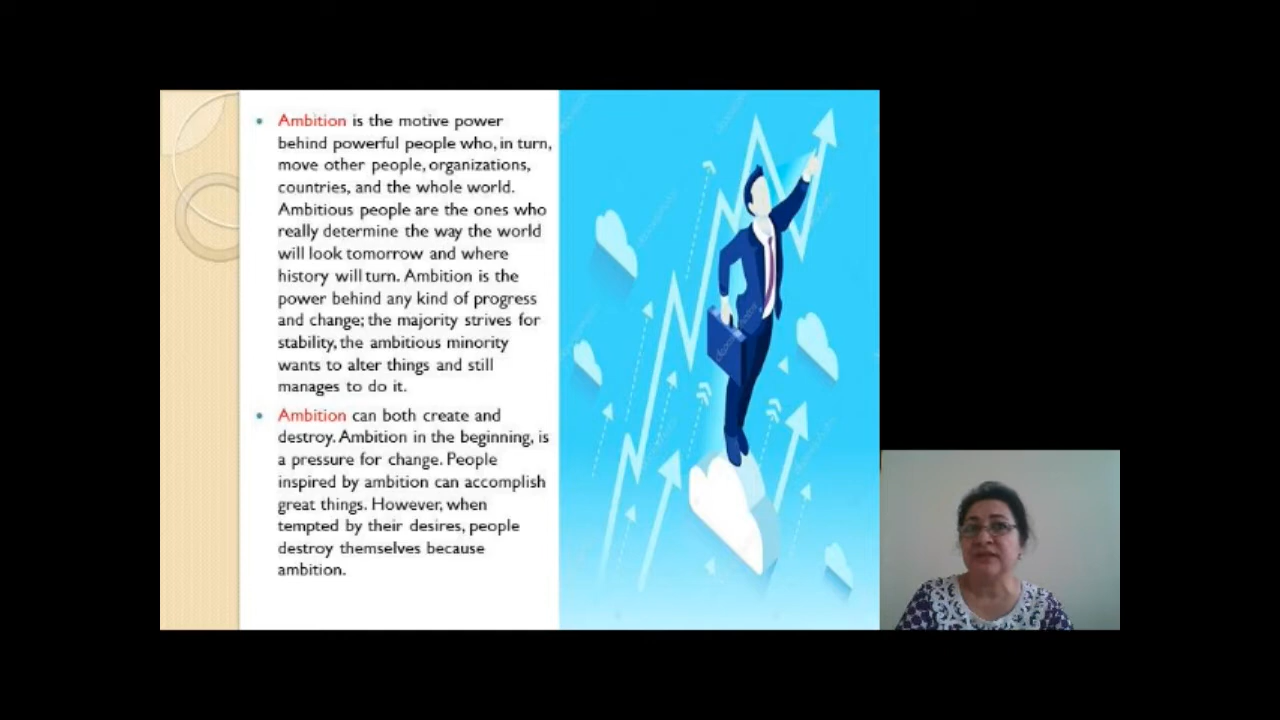 Ambition is the motive power
behind powerful people who, in turn,
move other people, organizations,
countries, and the whole world.
Ambitious people are the ones who
really determine the way the world
will look tomorrow and where
history will turn. Ambition is the
power behind any kind of progress
and change; the majority strives for
stability, the ambitious minority
wants to alter things and still
manages to do it.
Ambition can both create and
destroy. Ambition in the beginning, is
a pressure for change. People
inspired by ambition can accomplish
great things. However, when
tempted by their desires, people
destroy themselves because
ambition.